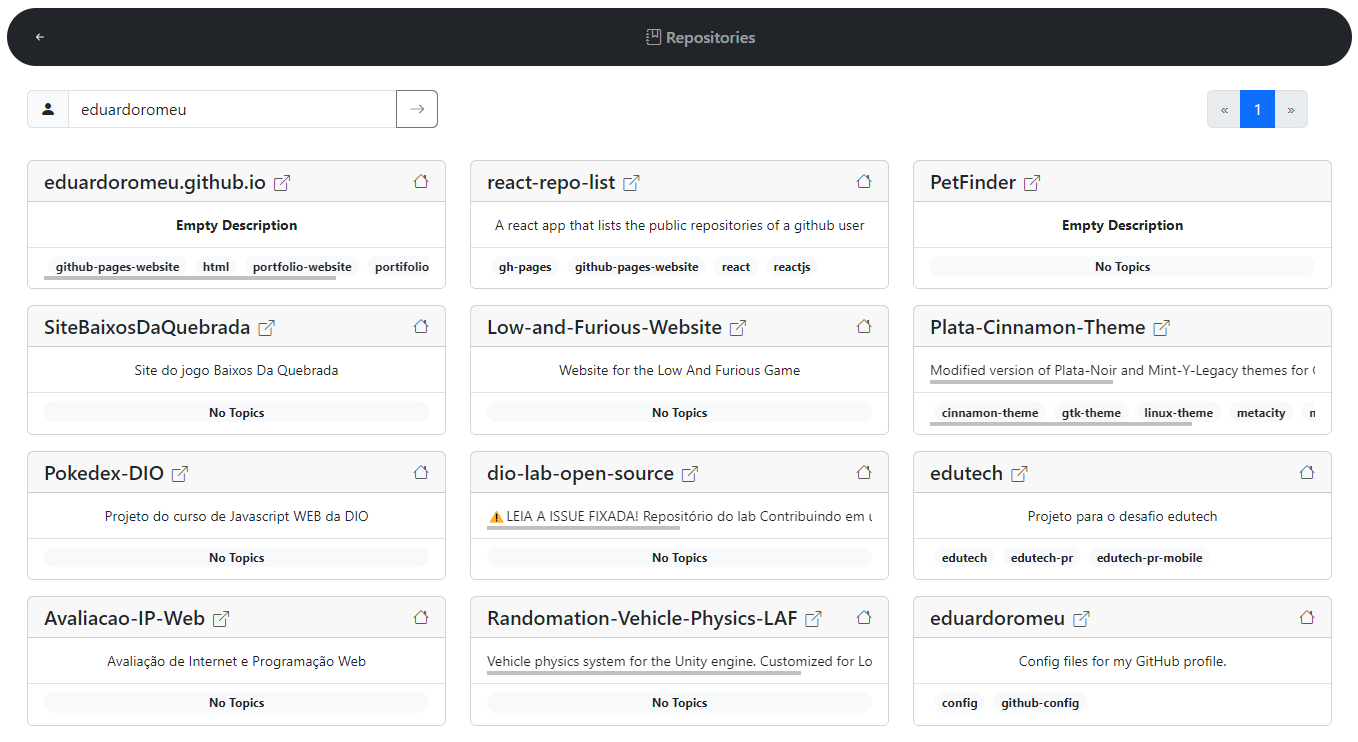 Repositories
eduardoromeu
« 1 »
eduardoromeu.github.io
Empty Description
github-pages-website html portfolio-website portifolio
react-repo-list
A react app that lists the public repositories of a github user
gh-pages github-pages-website react reactjs
PetFinder
Empty Description
No Topics
SiteBaixosDaQuebrada
Site do jogo Baixos Da Quebrada
No Topics
Low-and-Furious-Website
Website for the Low And Furious Game
No Topics
Plata-Cinnamon-Theme
Modified version of Plata-Noir and Mint-Y-Legacy themes for
cinnamon-theme gtk-theme linux-theme metacity
Pokedex-DIO
Projeto do curso de Javascript WEB da DIO
No Topics
dio-lab-open-source
LEIA A ISSUE FIXADA! Repositório do lab Contribuindo em
No Topics
edutech
Projeto para o desafio edutech
edutech edutech-pr edutech-pr-mobile
Avaliacao-IP-Web
Avaliação de Internet e Programação Web
No Topics
Randomation-Vehicle-Physics-LAF
Vehicle physics system for the Unity engine. Customized for Lo
No Topics
eduardoromeu
Config files for my GitHub profile.
config github-config